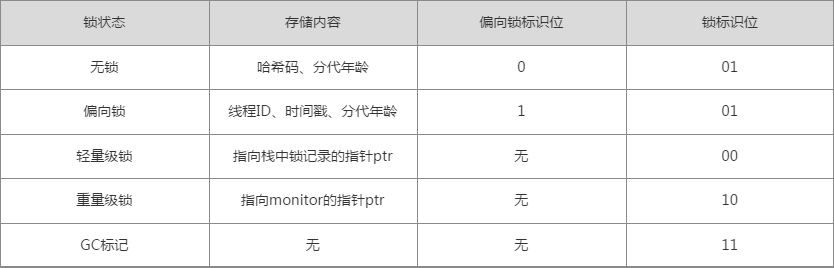 锁状态 存储内容 偏向锁标识位 锁标识位
无锁 哈希码、分代年龄 0 01
偏向锁 线程ID、时间戳、分代年龄 1 01
轻量级锁 指向栈中锁记录的指针ptr 无 00
重量级锁 指向monitor的指针ptr 无 10
GC标记 无 无 11